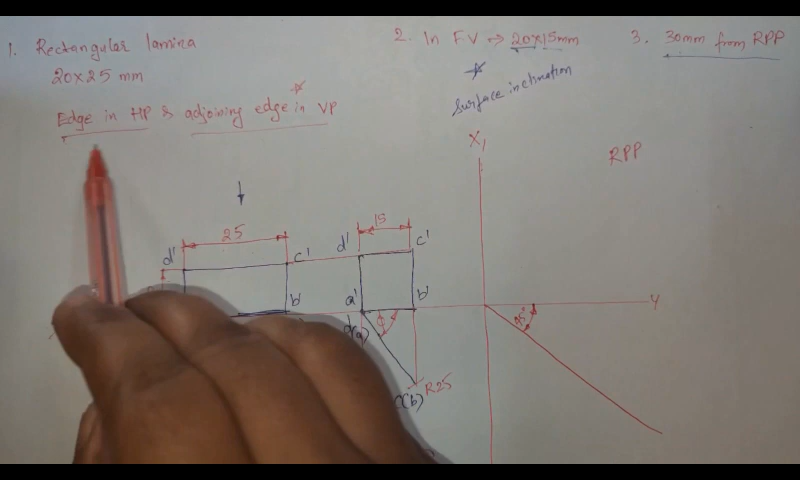 1. Rectangular lamina
20x25 mm
Edge in HP & adjoining edge in VP
2. In FV → 20x15mm
Surface inclination
3. 30mm from RPP
X1
RPP
25
15
d' c' d' c'
b' a' b' Y
d(a)
φ
45°
c(b) R25